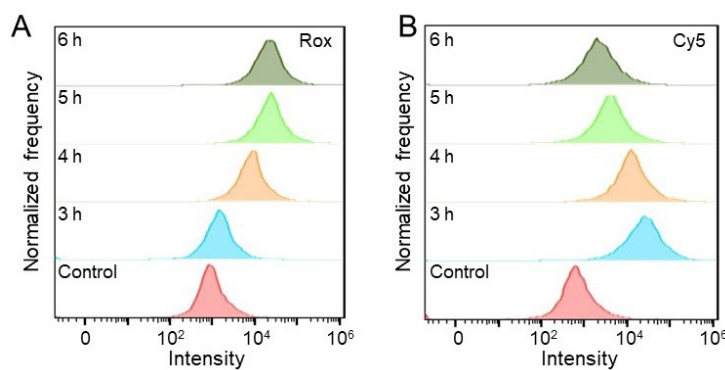 A
6 h
Rox
5 h
4 h
3 h
Control
Normalized frequency
0 10² 10⁴ 10⁶
Intensity
B
6 h
Cy5
5 h
4 h
3 h
Control
Normalized frequency
0 10² 10⁴ 10⁶
Intensity